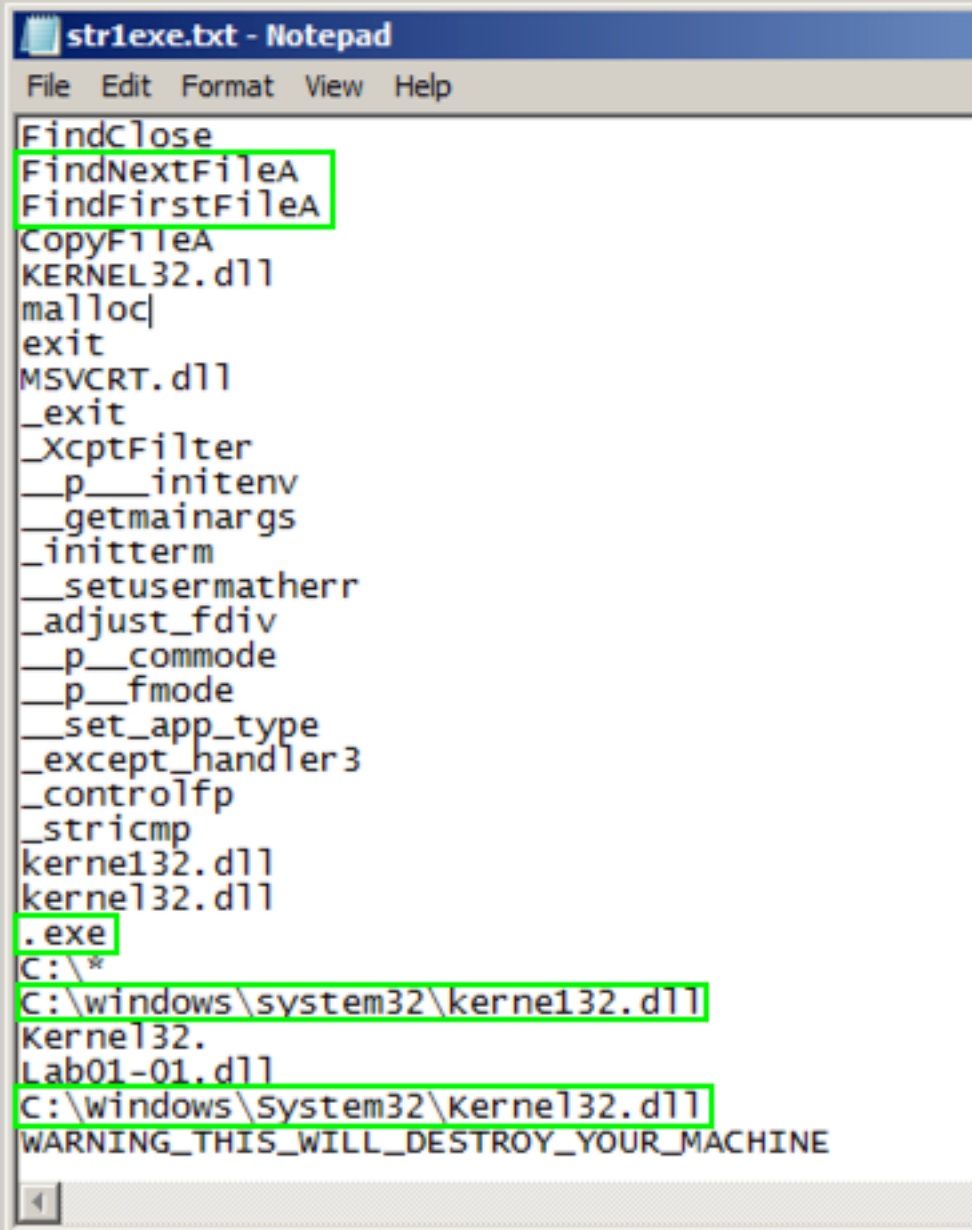 str1exe.txt - Notepad
File Edit Format View Help
FindClose
FindNextFileA
FindFirstFileA
CopyFileA
KERNEL32.dll
malloc
exit
MSVCRT.dll
_exit
_XcptFilter
__p___initenv
__getmainargs
_initterm
__setusermatherr
_adjust_fdiv
__p__commode
__p__fmode
__set_app_type
_except_handler3
_controlfp
_stricmp
kerne132.dll
kernel32.dll
.exe
C:\*
C:\windows\system32\kerne132.dll
Kernel32.
Lab01-01.dll
C:\Windows\System32\Kernel32.dll
WARNING_THIS_WILL_DESTROY_YOUR_MACHINE